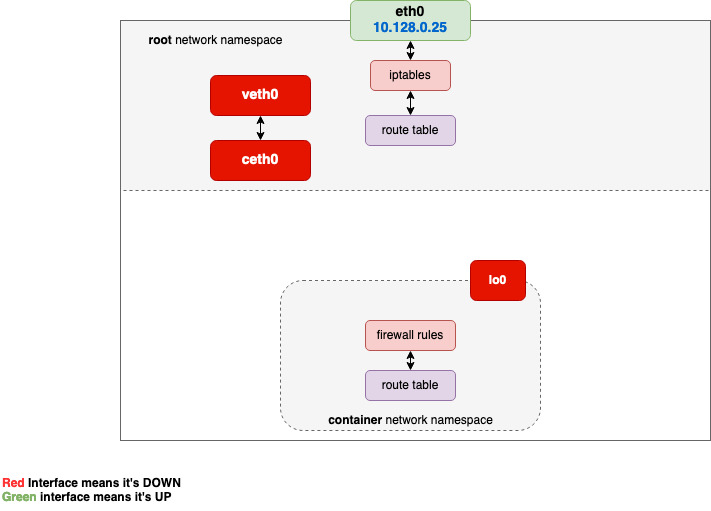 eth0
10.128.0.25
root network namespace
iptables
veth0
route table
ceth0
lo0
firewall rules
route table
container network namespace
Red Interface means it's DOWN
Green interface means it's UP